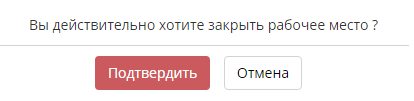 Вы действительно хотите закрыть рабочее место ?
Подтвердить Отмена